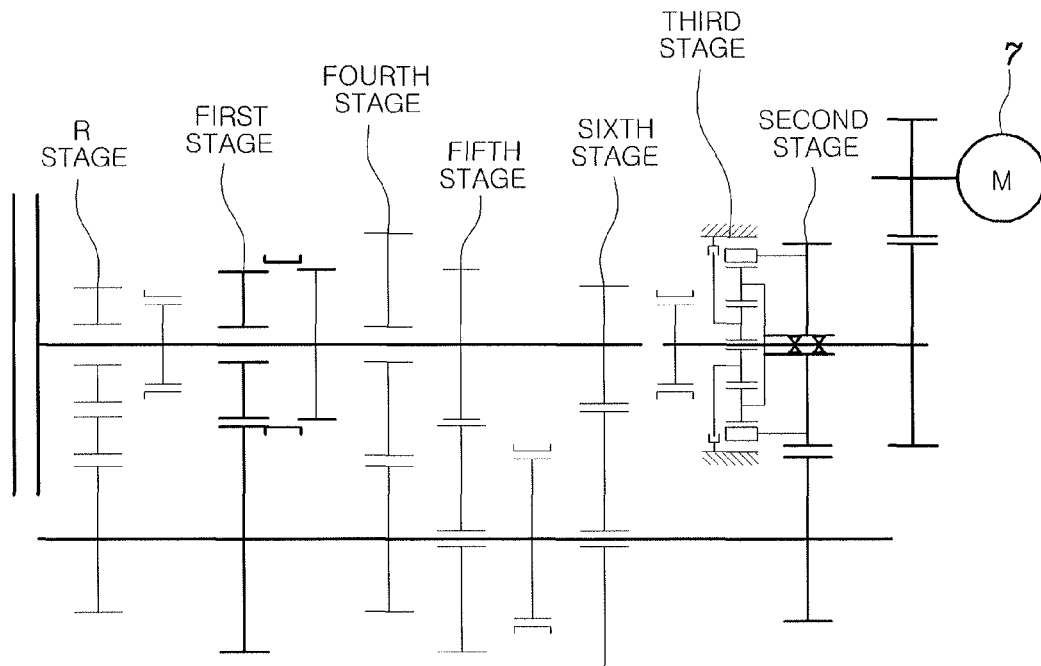 THIRD
STAGE
7
FOURTH
STAGE
FIRST
STAGE
R
STAGE
FIFTH
STAGE
SIXTH
STAGE
SECOND
STAGE
M